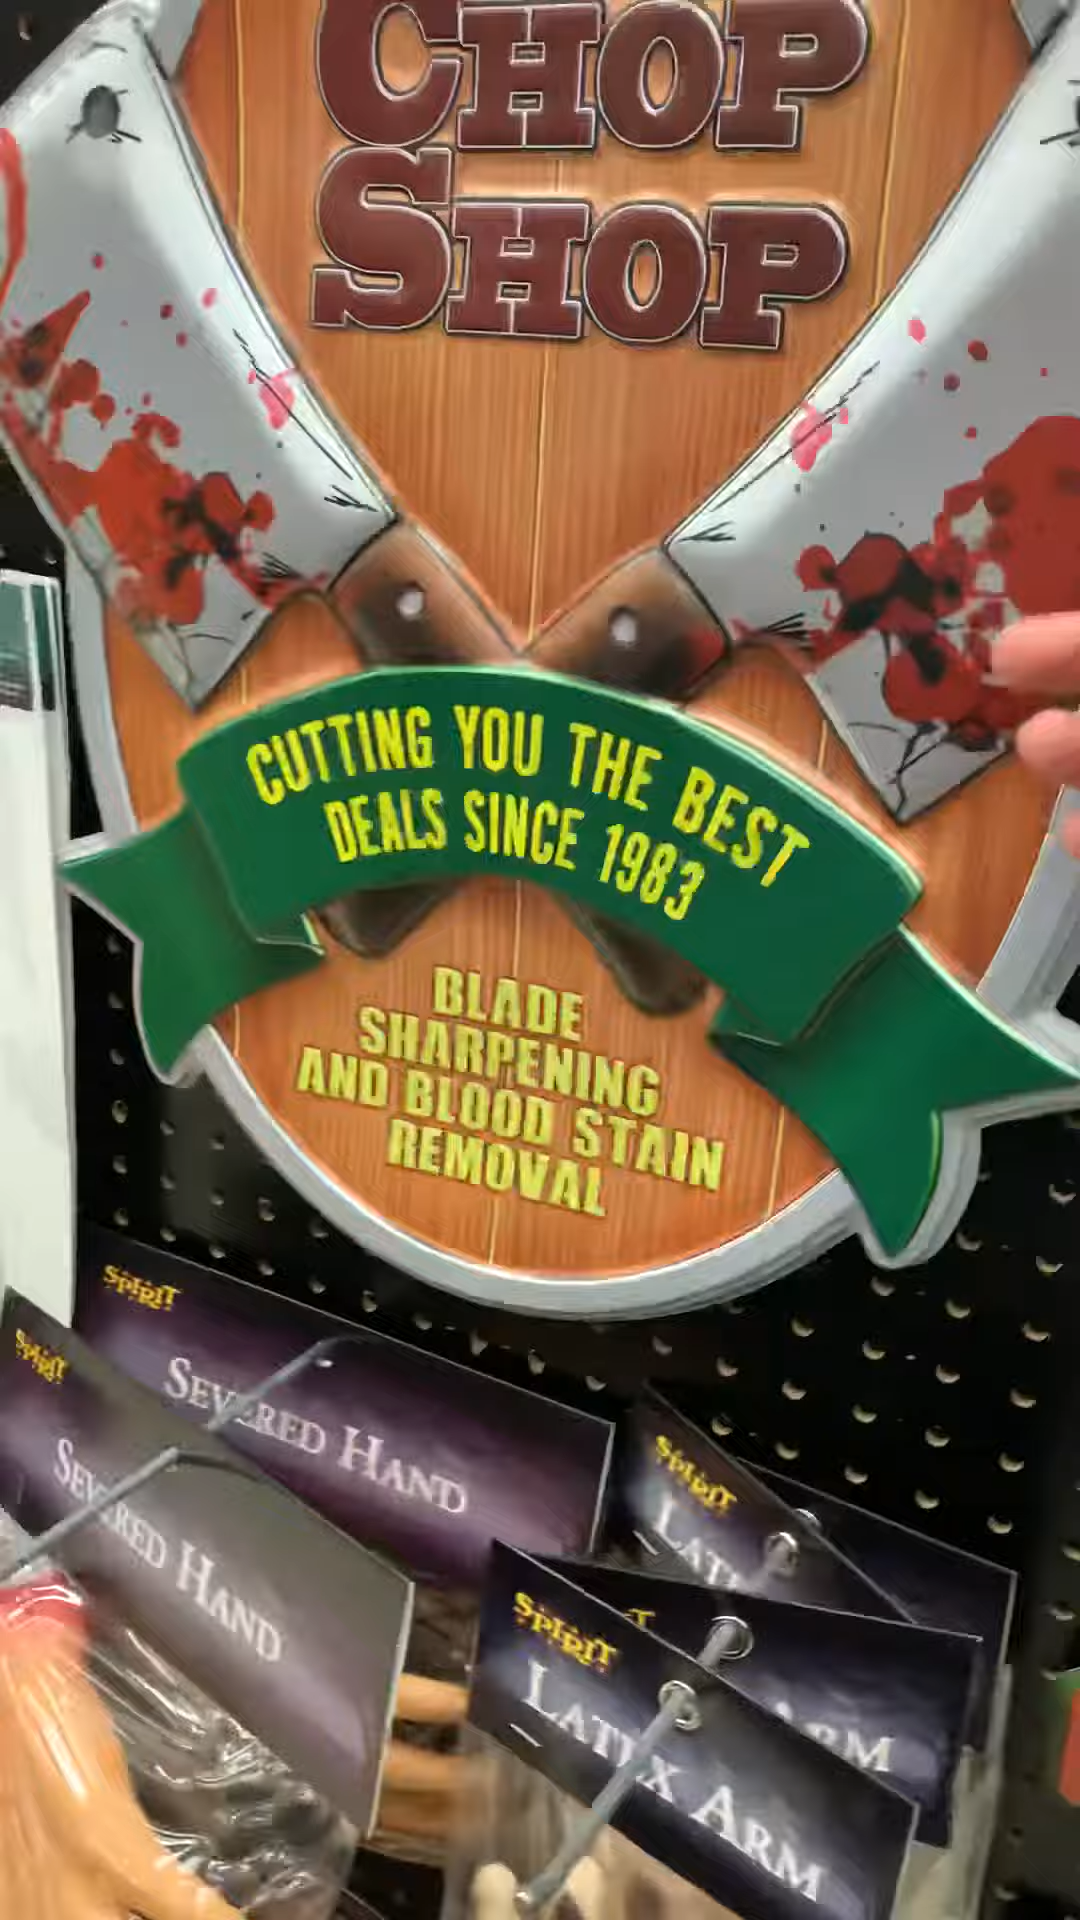 CHOP
SHOP
CUTTING YOU THE BEST
DEALS SINCE 1983
BLADE
SHARPENING
AND BLOOD STAIN
REMOVAL
SPIRIT
SEVERED HAND
SPIRIT
SEVERED HAND
SPIRIT
SPIRIT
LATEX ARM
ARM